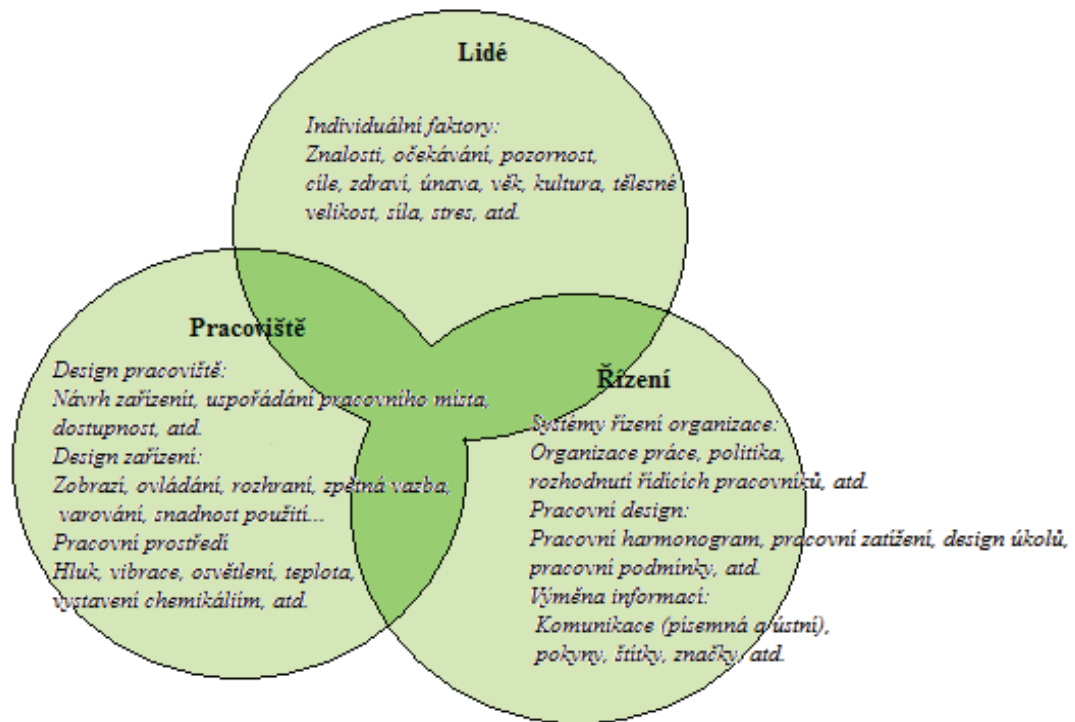 Lidé
Individuální faktory:
Znalosti, očekávání, pozornost,
cíle, zdraví, únava, věk, kultura, tělesné
velikost, síla, stres, atd.
Pracoviště
Design pracoviště:
Návrh zařízenít, uspořádání pracovního místa,
dostupnost, atd.
Design zařízení:
Zobrazí, ovládání, rozhraní, zpětná vazba,
varování, snadnost použití...
Pracovní prostředí
Hluk, vibrace, osvětlení, teplota,
vystavení chemikáliím, atd.
Řízení
Systémy řízení organizace:
Organizace práce, politika,
rozhodnutí řídících pracovníků, atd.
Pracovní design:
Pracovní harmonogram, pracovní zatížení, design úkolů,
pracovní podmínky, atd.
Výměna informací:
Komunikace (písemná a ústní),
pokyny, štítky, značky, atd.